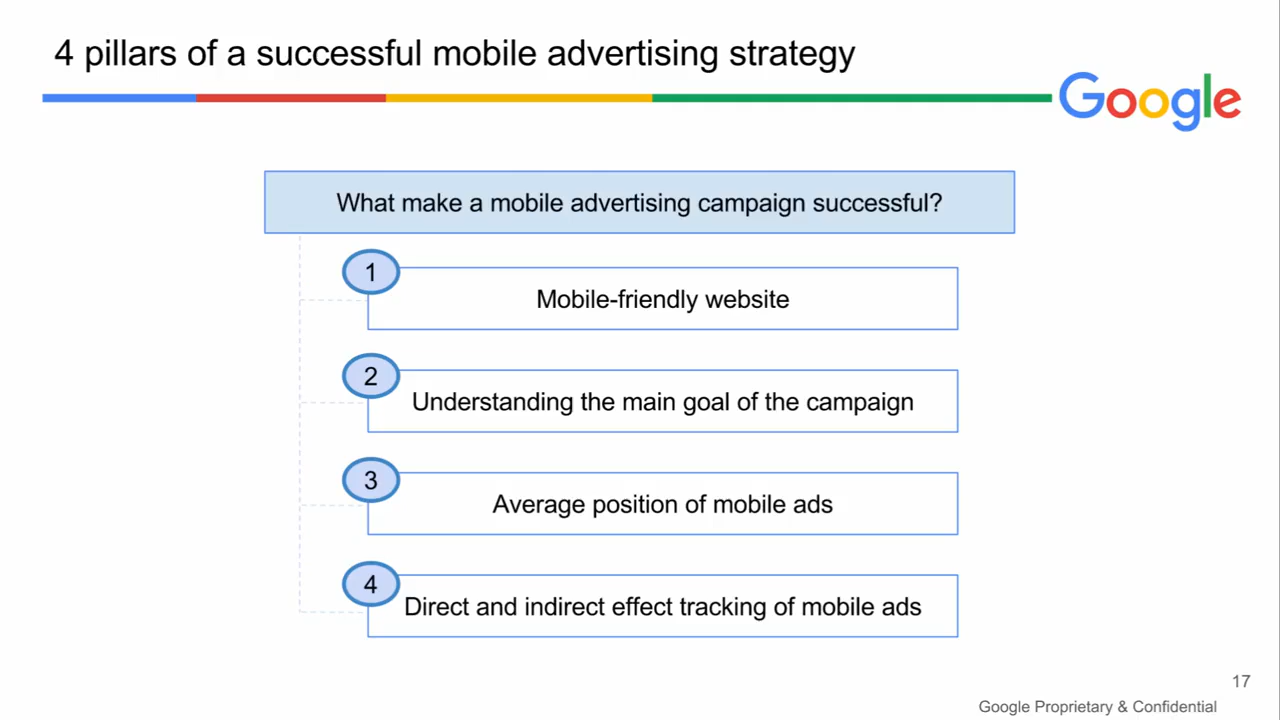 4 pillars of a successful mobile advertising strategy
Google
What make a mobile advertising campaign successful?
1
Mobile-friendly website
2
Understanding the main goal of the campaign
3
Average position of mobile ads
4
Direct and indirect effect tracking of mobile ads
17
Google Proprietary & Confidential